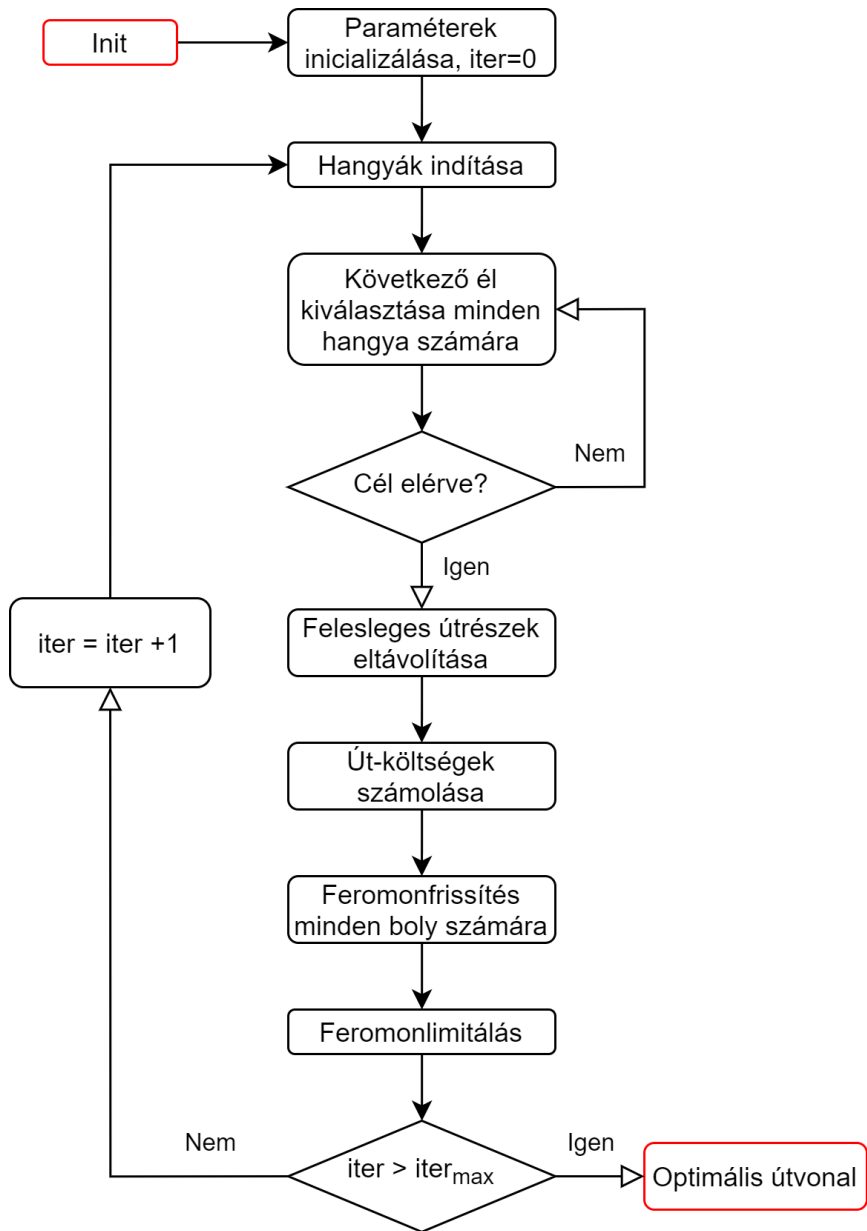 Init
Paraméterek
inicializálása, iter=0
Hangyák indítása
Következő él
kiválasztása minden
hangya számára
Nem
Cél elérve?
Igen
Felesleges útrészek
eltávolítása
iter = iter +1
Út-költségek
számolása
Feromonfrissítés
minden boly számára
Feromonlimitálás
Nem
Igen
iter > itermax
Optimális útvonal